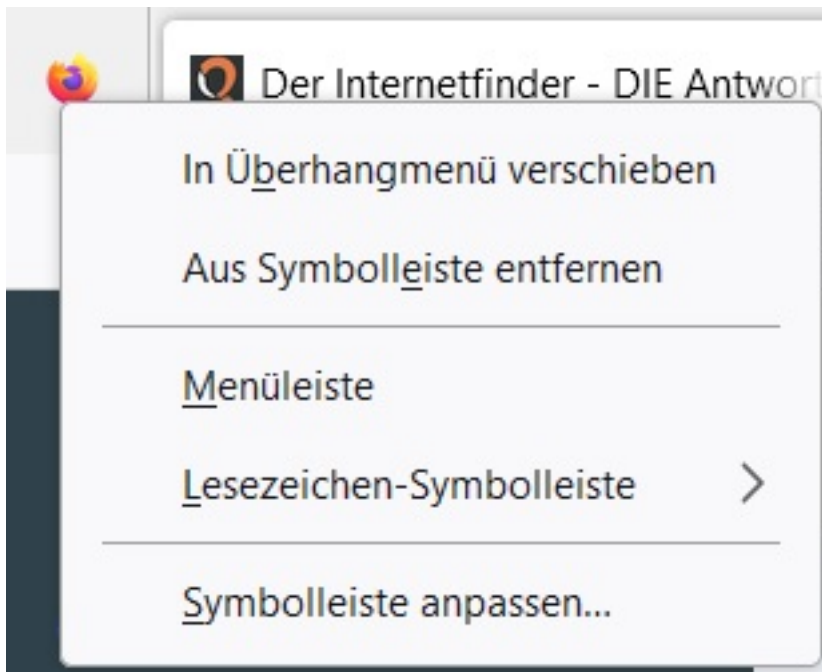 Der Internetfinder - DIE Antwort
In Überhangmenü verschieben
Aus Symbolleiste entfernen
Menüleiste
Lesezeichen-Symbolleiste
Symbolleiste anpassen...